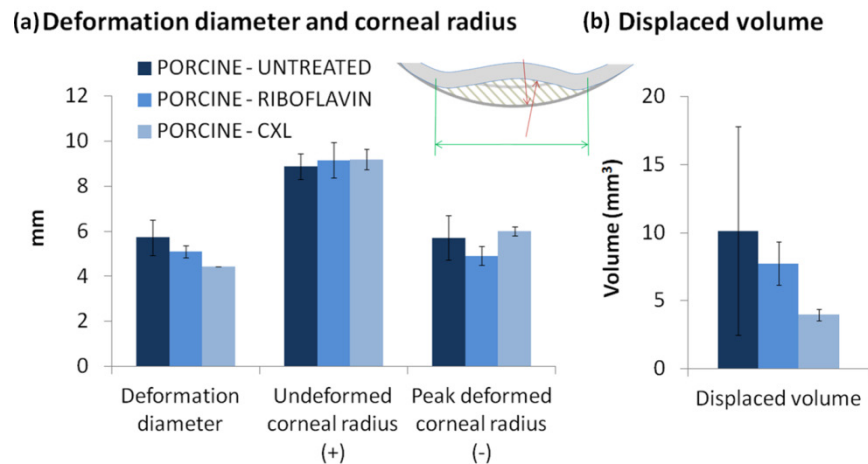 (a) Deformation diameter and corneal radius
PORCINE - UNTREATED
PORCINE - RIBOFLAVIN
PORCINE - CXL
12
10
8
6
4
2
0
mm
Deformation
diameter
Undeformed
corneal radius
(+)
Peak deformed
corneal radius
(-)
(b) Displaced volume
20
15
10
5
0
Volume (mm³)
Displaced volume